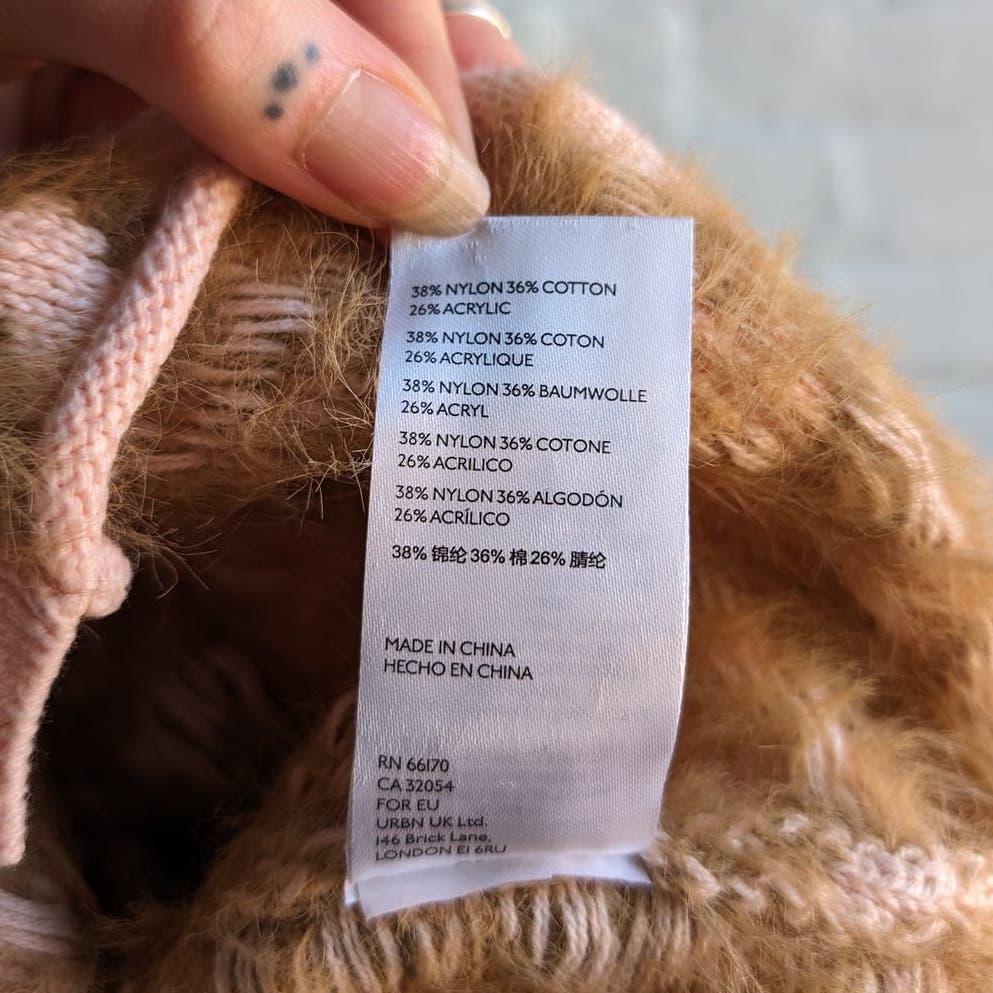 38% NYLON 36% COTTON
26% ACRYLIC
38% NYLON 36% COTON
26% ACRYLIQUE
38% NYLON 36% BAUMWOLLE
26% ACRYL
38% NYLON 36% COTONE
26% ACRILICO
38% NYLON 36% ALGODÓN
26% ACRÍLICO
38% 锦纶 36% 棉 26% 腈纶
MADE IN CHINA
HECHO EN CHINA
RN 66170
CA 32054
FOR EU
URBN UK Ltd.
146 Brick Lane,
LONDON E1 6RU